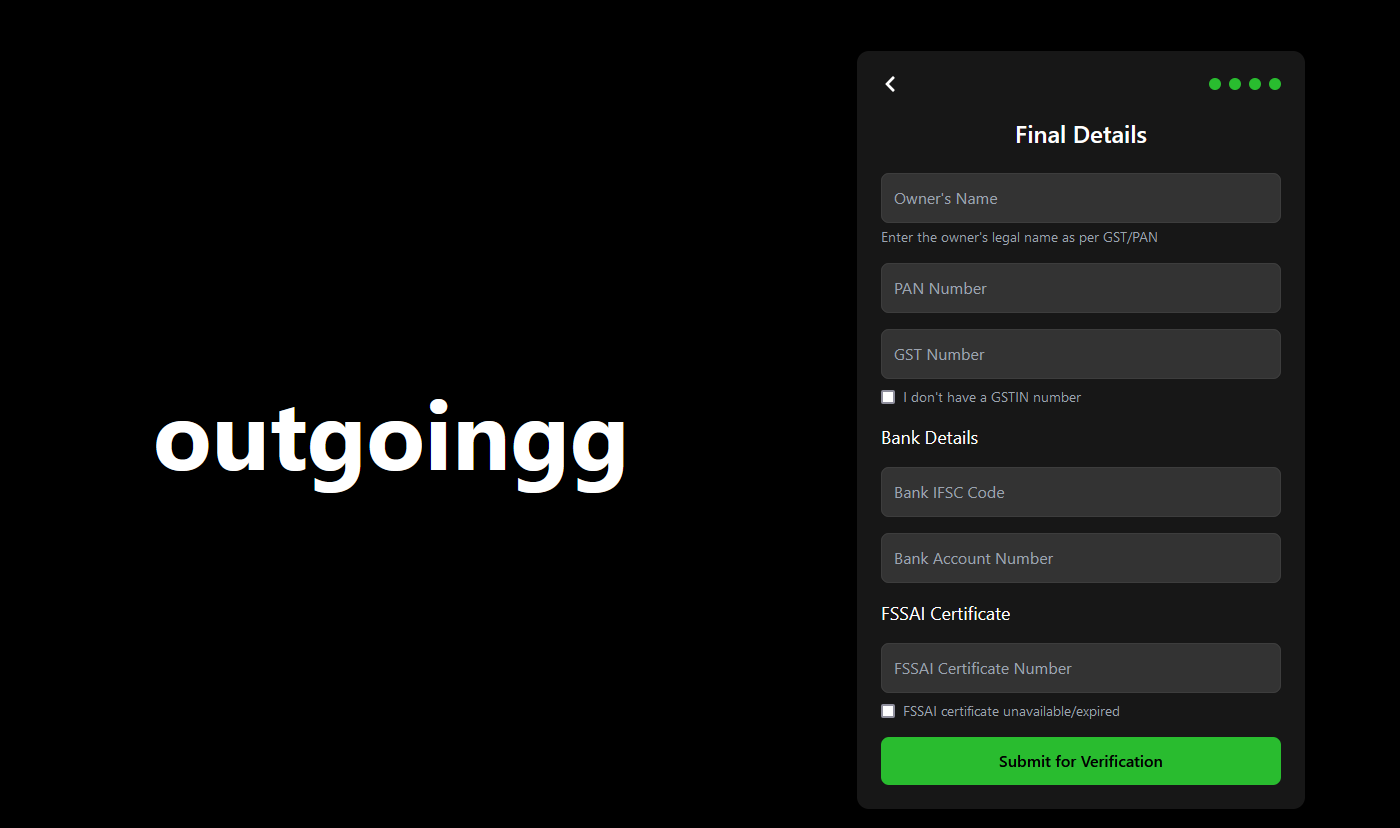 outgoingg
Final Details
Owner's Name
Enter the owner's legal name as per GST/PAN
PAN Number
GST Number
I don't have a GSTIN number
Bank Details
Bank IFSC Code
Bank Account Number
FSSAI Certificate
FSSAI Certificate Number
FSSAI certificate unavailable/expired
Submit for Verification